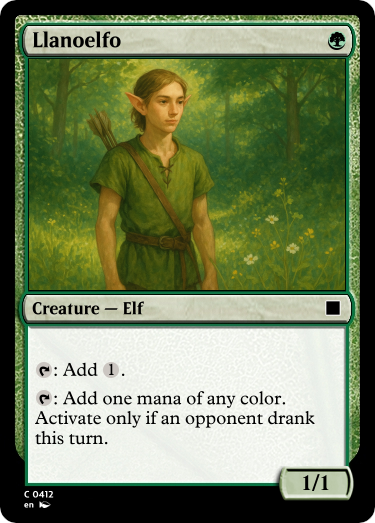 Llanoelfo
Creature — Elf
: Add 1.
: Add one mana of any color.
Activate only if an opponent drank
this turn.
1/1
C 0412
en